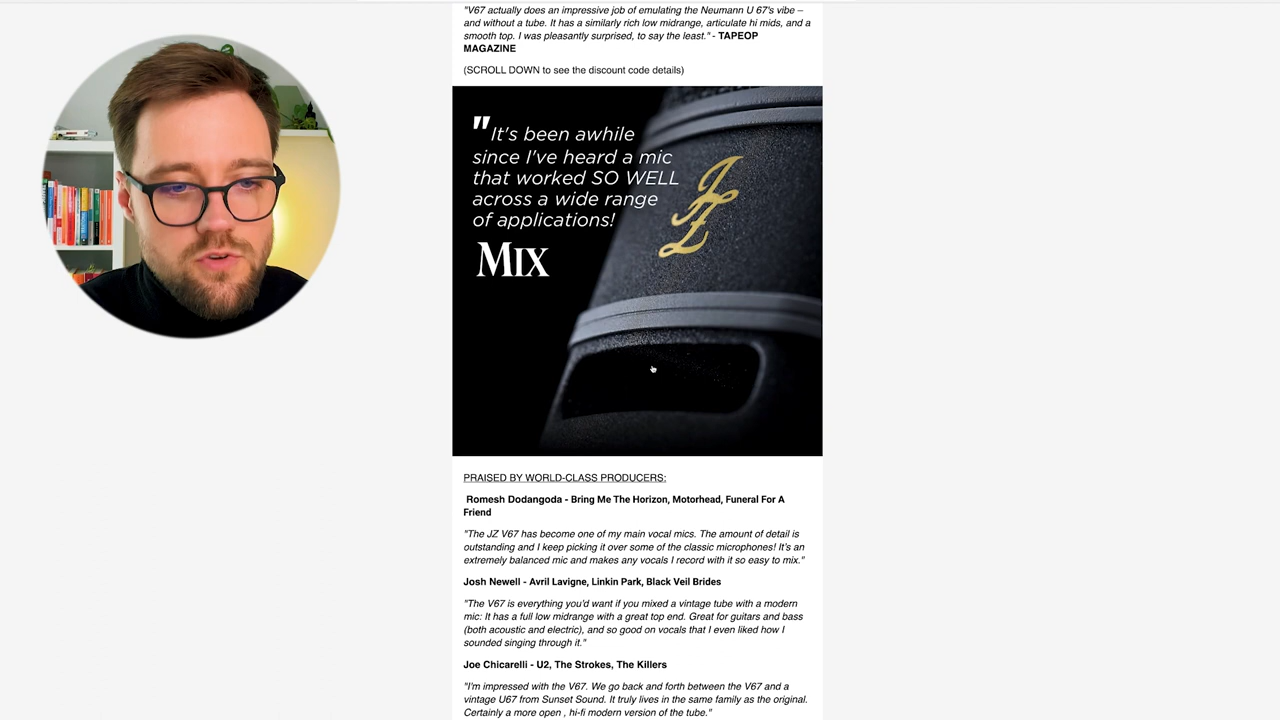 "V67 actually does an impressive job of emulating the Neumann U 67's vibe –
and without a tube. It has a similarly rich low midrange, articulate hi mids, and a
smooth top. I was pleasantly surprised, to say the least." - TAPEOP
MAGAZINE
(SCROLL DOWN to see the discount code details)
"It's been awhile
since I've heard a mic
that worked SO WELL
across a wide range
of applications!
MIX
JZ
PRAISED BY WORLD-CLASS PRODUCERS:
Romesh Dodangoda - Bring Me The Horizon, Motorhead, Funeral For A
Friend
"The JZ V67 has become one of my main vocal mics. The amount of detail is
outstanding and I keep picking it over some of the classic microphones! It's an
extremely balanced mic and makes any vocals I record with it so easy to mix."
Josh Newell - Avril Lavigne, Linkin Park, Black Veil Brides
"The V67 is everything you'd want if you mixed a vintage tube with a modern
mic: It has a full low midrange with a great top end. Great for guitars and bass
(both acoustic and electric), and so good on vocals that I even liked how I
sounded singing through it."
Joe Chicarelli - U2, The Strokes, The Killers
"I'm impressed with the V67. We go back and forth between the V67 and a
vintage U67 from Sunset Sound. It truly lives in the same family as the original.
Certainly a more open , hi-fi modern version of the tube."